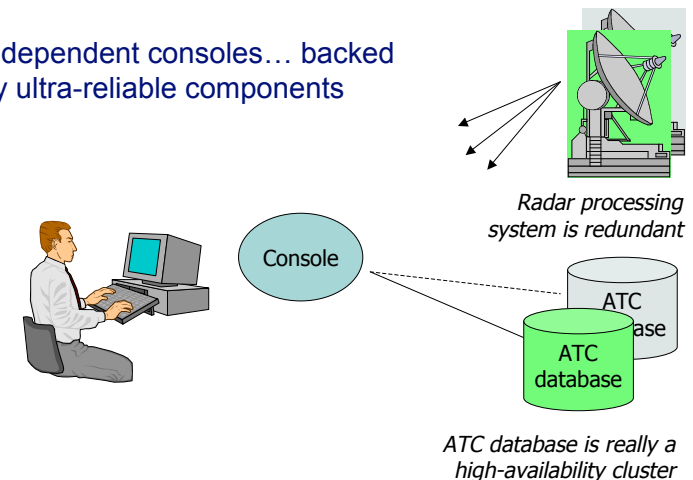 dependent consoles… backed
y ultra-reliable components
Radar processing
system is redundant
Console
ATC
ase
ATC
database
ATC database is really a
high-availability cluster